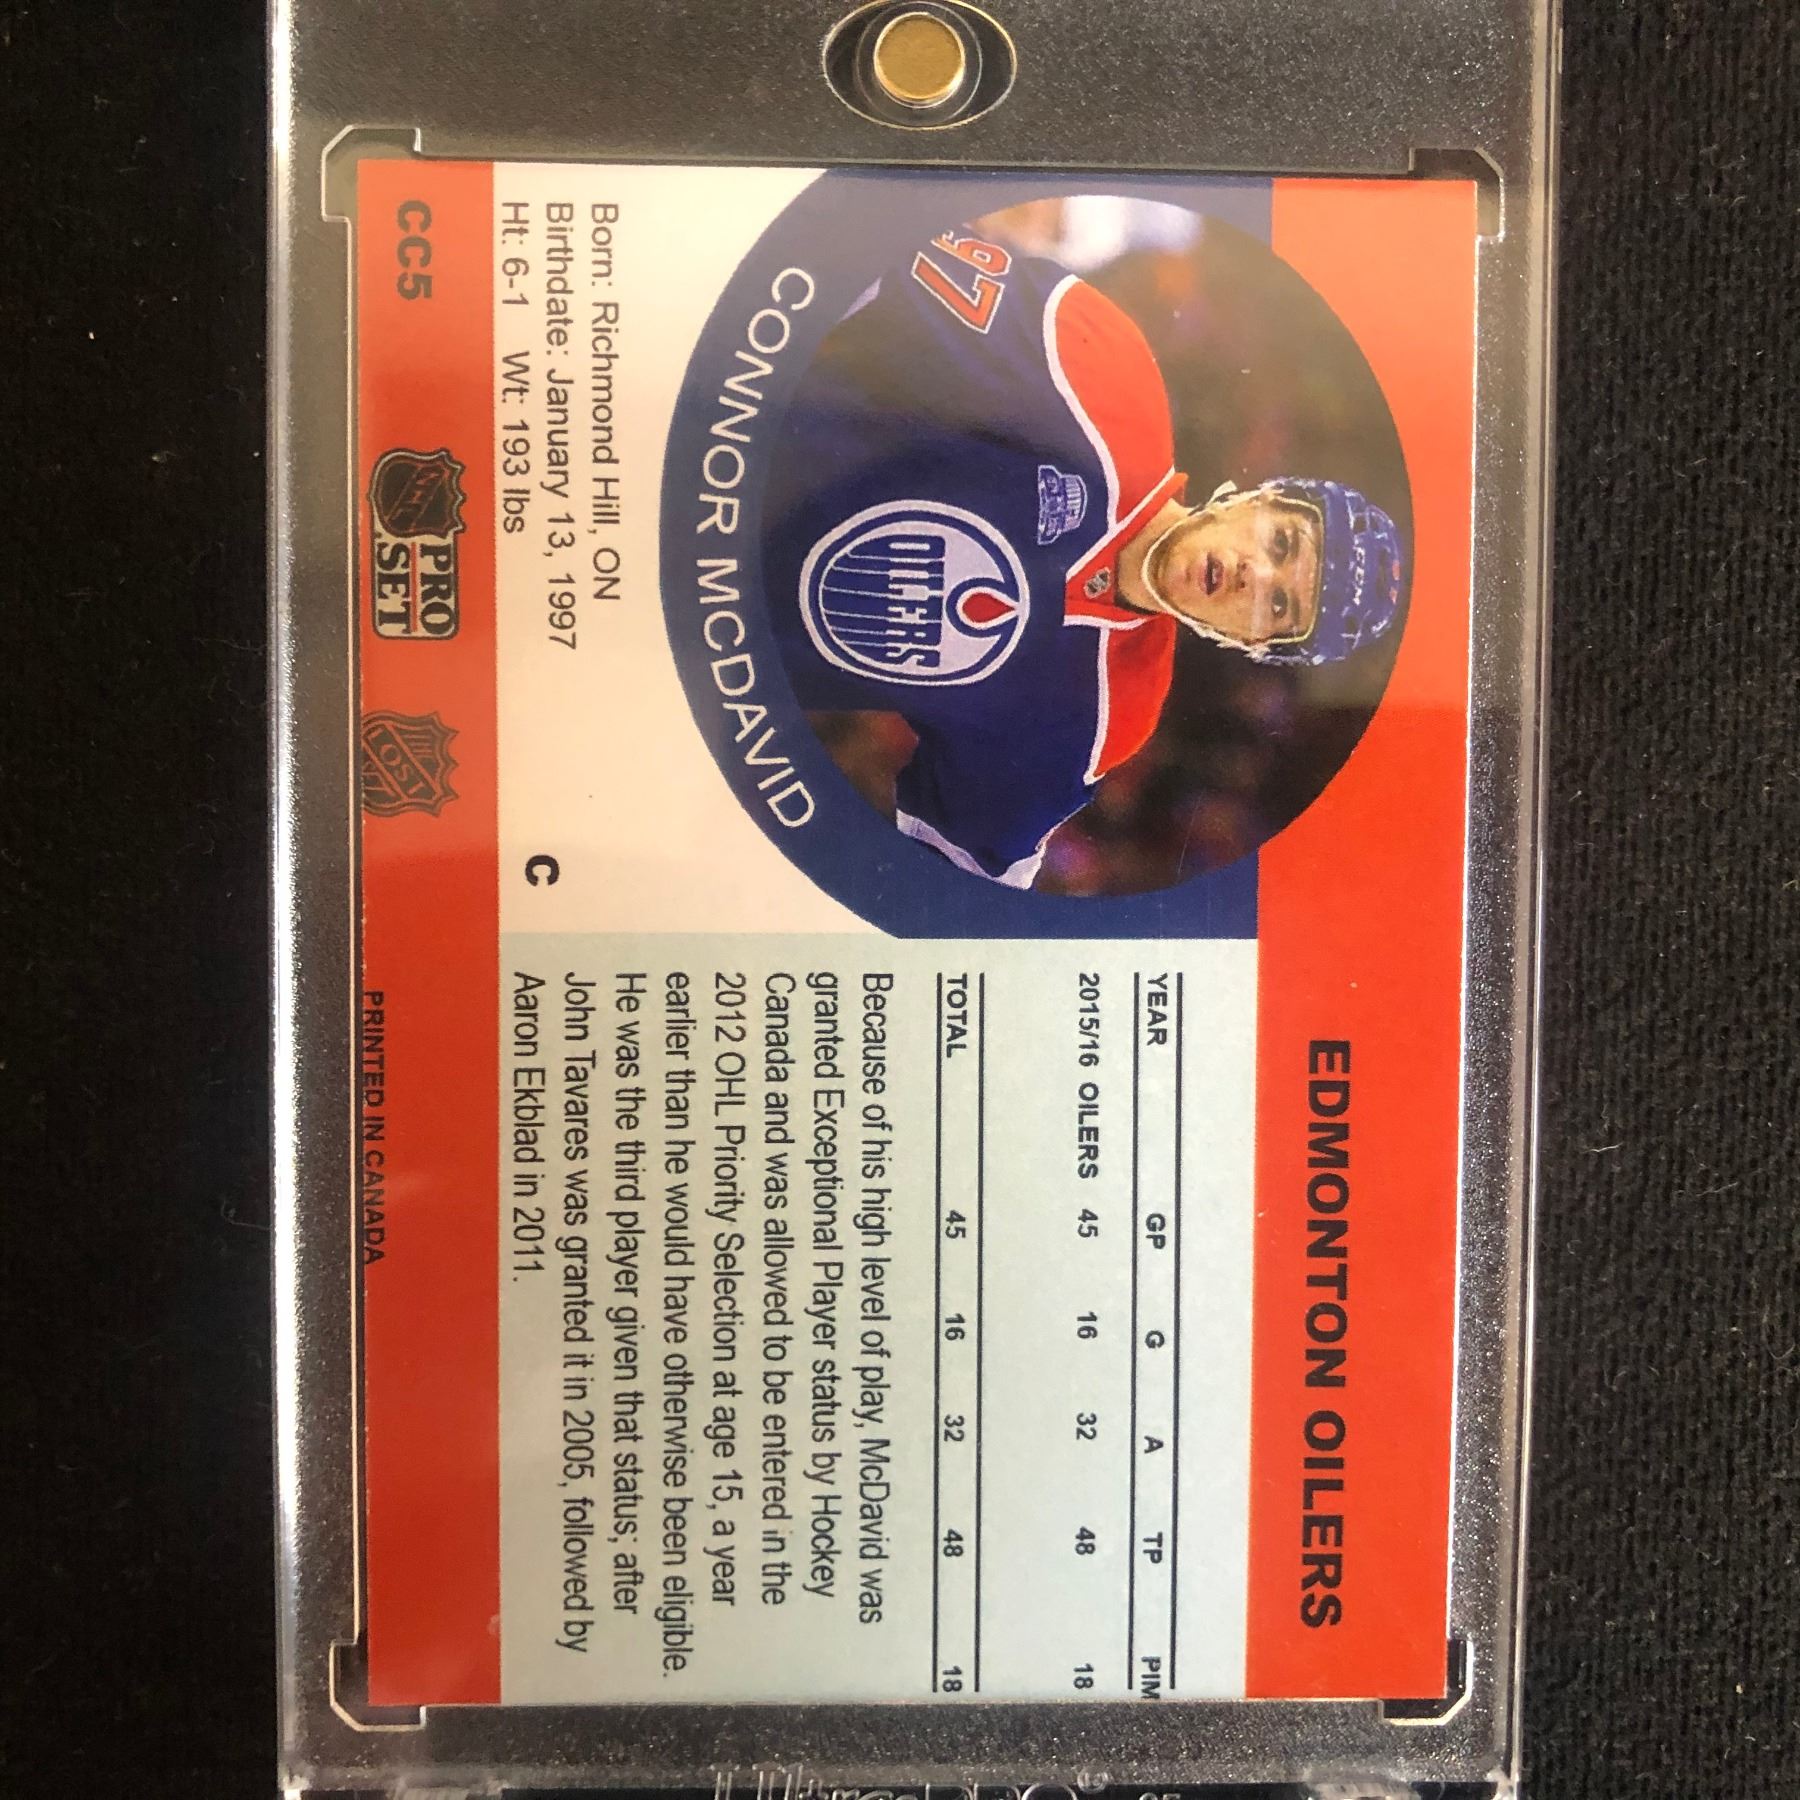 EDMONTON OILERS
97
CCM
OILERS
CONNOR MCDAVID
Born: Richmond Hill, ON
Birthdate: January 13, 1997
Ht: 6-1 Wt: 193 lbs
C
YEAR GP G A TP PIM
2015/16 OILERS 45 16 32 48 18
TOTAL 45 16 32 48 18
Because of his high level of play, McDavid was
granted Exceptional Player status by Hockey
Canada and was allowed to be entered in the
2012 OHL Priority Selection at age 15, a year
earlier than he would have otherwise been eligible.
He was the third player given that status; after
John Tavares was granted it in 2005, followed by
Aaron Ekblad in 2011.
CC5
NHL
PRO
SET
LOST
PRINTED IN CANADA